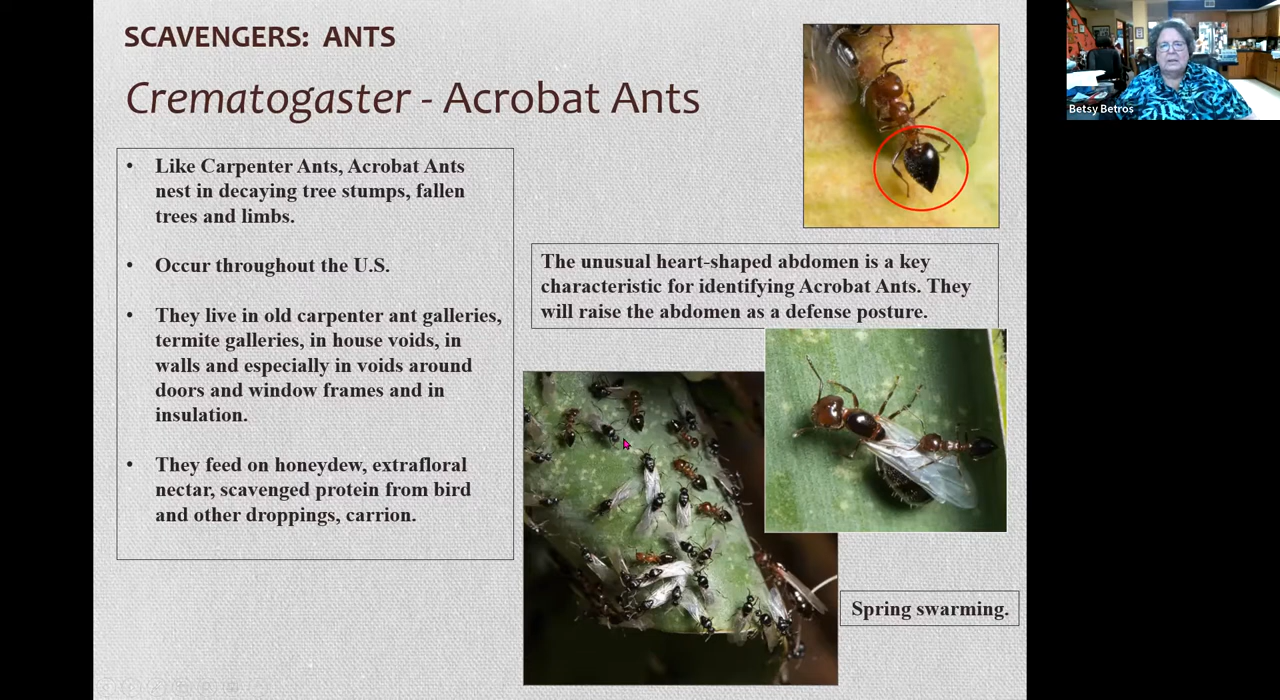 SCAVENGERS: ANTS
Crematogaster - Acrobat Ants
• Like Carpenter Ants, Acrobat Ants
nest in decaying tree stumps, fallen
trees and limbs.
• Occur throughout the U.S.
• They live in old carpenter ant galleries,
termite galleries, in house voids, in
walls and especially in voids around
doors and window frames and in
insulation.
• They feed on honeydew, extrafloral
nectar, scavenged protein from bird
and other droppings, carrion.
The unusual heart-shaped abdomen is a key
characteristic for identifying Acrobat Ants. They
will raise the abdomen as a defense posture.
Spring swarming.
Betsy Betros